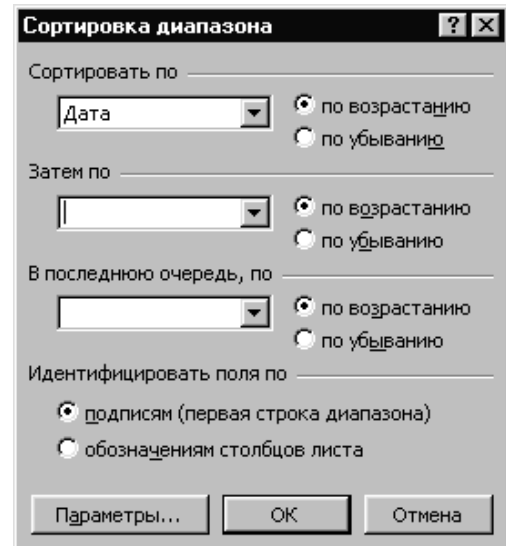 Сортировка диапазона
Сортировать по
Дата
по возрастанию
по убыванию
Затем по
по возрастанию
по убыванию
В последнюю очередь, по
по возрастанию
по убыванию
Идентифицировать поля по
подписям (первая строка диапазона)
обозначениям столбцов листа
Параметры... ОК Отмена